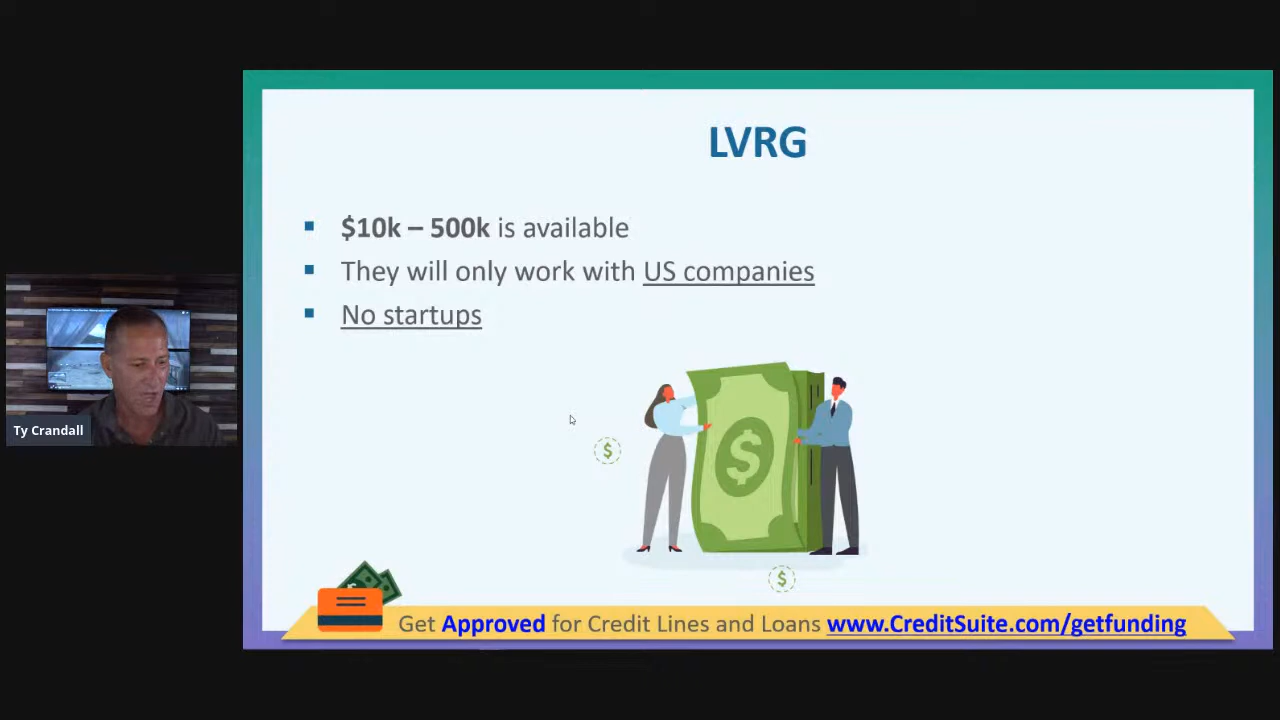 LVRG
$10k – 500k is available
They will only work with US companies
No startups
Ty Crandall
Get Approved for Credit Lines and Loans www.CreditSuite.com/getfunding